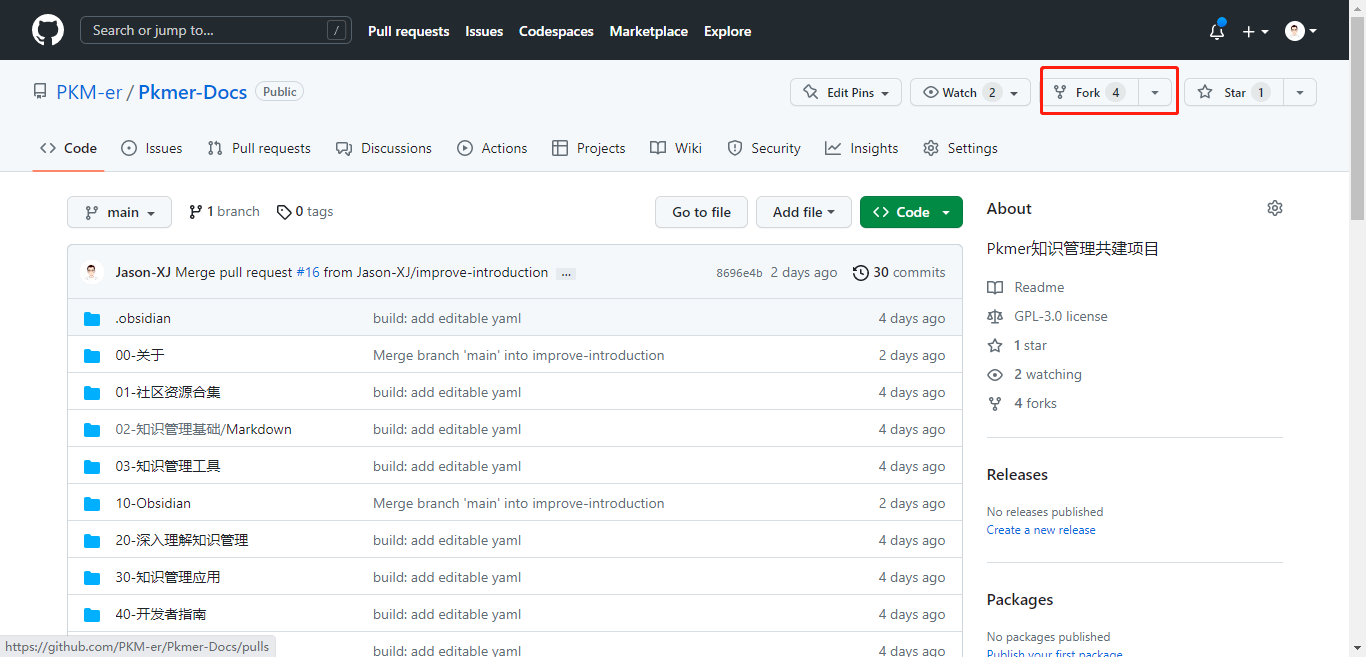 Search or jump to... /
Pull requests Issues Codespaces Marketplace Explore
PKM-er / Pkmer-Docs Public
Edit Pins Watch 2 Fork 4 Star 1
Code Issues Pull requests Discussions Actions Projects Wiki Security Insights Settings
main 1 branch 0 tags Go to file Add file Code
Jason-XJ Merge pull request #16 from Jason-XJ/improve-introduction ... 8696e4b 2 days ago 30 commits
.obsidian build: add editable yaml 4 days ago
00-关于 Merge branch 'main' into improve-introduction 2 days ago
01-社区资源合集 build: add editable yaml 4 days ago
02-知识管理基础/Markdown build: add editable yaml 4 days ago
03-知识管理工具 build: add editable yaml 4 days ago
10-Obsidian Merge branch 'main' into improve-introduction 2 days ago
20-深入理解知识管理 build: add editable yaml 4 days ago
30-知识管理应用 build: add editable yaml 4 days ago
40-开发者指南 build: add editable yaml 4 days ago
build: add editable yaml 4 days ago
About
Pkmer知识管理共建项目
Readme
GPL-3.0 license
1 star
2 watching
4 forks
Releases
No releases published
Create a new release
Packages
No packages published
Publish your first package
https://github.com/PKM-er/Pkmer-Docs/pulls